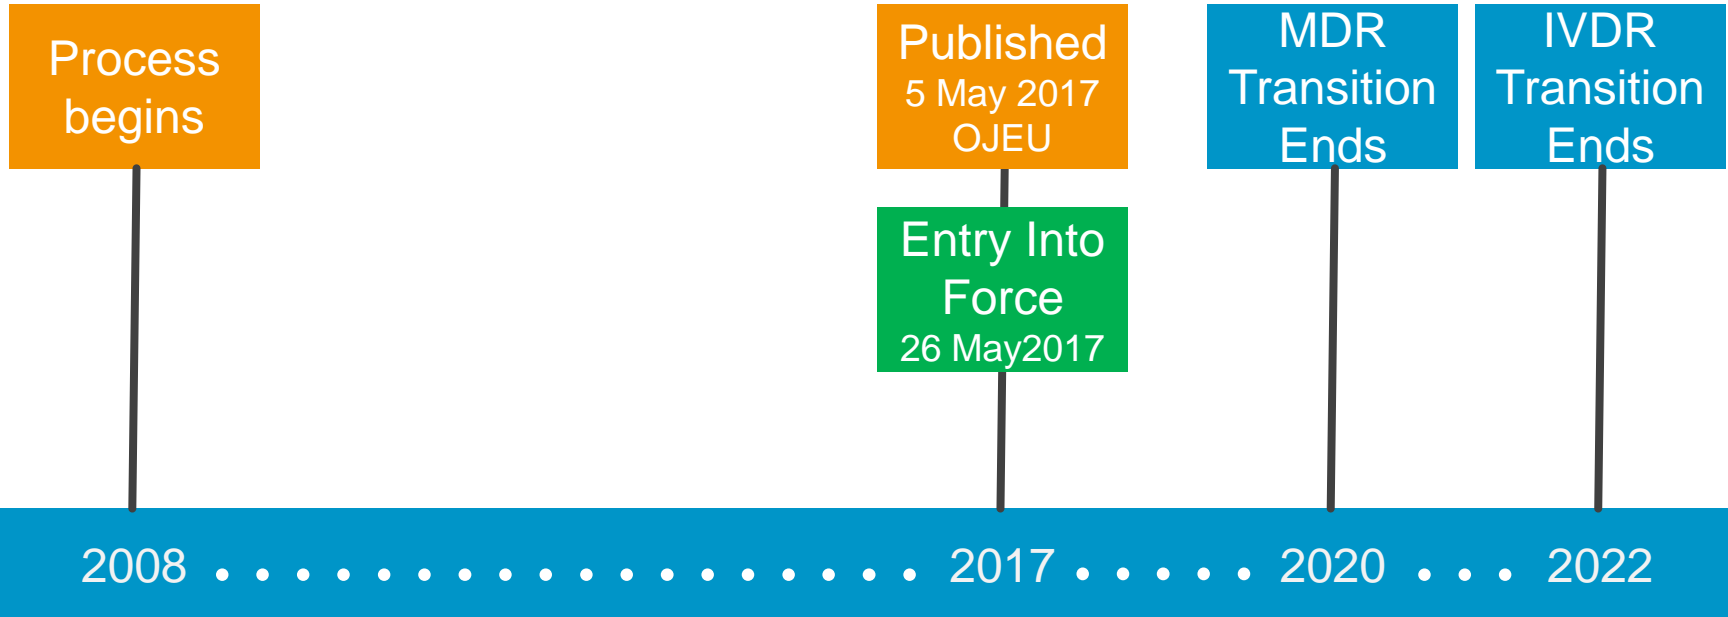 Process
begins
Published
5 May 2017
OJEU
Entry Into
Force
26 May2017
MDR
Transition
Ends
IVDR
Transition
Ends
2008
2017
2020
2022